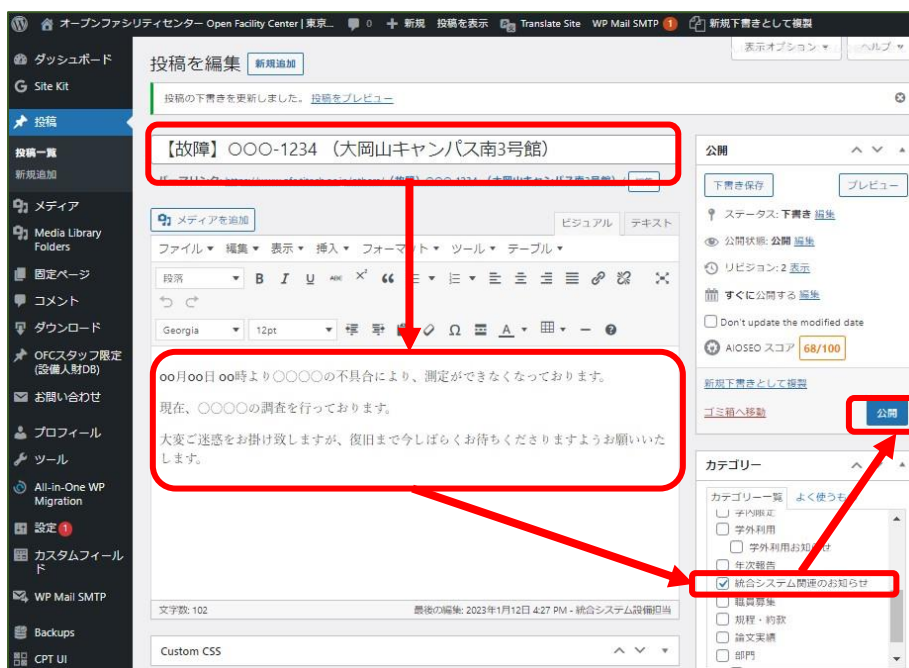 オープンファシリティセンター Open Facility Center | 東京... 0 + 新規 投稿を表示 Translate Site WP Mail SMTP 1 新規下書きとして複製
表示オプション ▼ ヘルプ ▼
ダッシュボード
Site Kit
投稿
投稿一覧
新規追加
メディア
Media Library
Folders
固定ページ
コメント
ダウンロード
OFCスタッフ限定
(設備人財DB)
お問い合わせ
プロフィール
ツール
All-in-One WP
Migration
設定 1
カスタムフィール
ド
WP Mail SMTP
Backups
CPT UI
投稿を編集 新規追加
投稿の下書きを更新しました。 投稿をプレビュー
【故障】〇〇〇-1234 （大岡山キャンパス南3号館）
メディアを追加
ビジュアル テキスト
ファイル ▼ 編集 ▼ 表示 ▼ 挿入 ▼ フォーマット ▼ ツール ▼ テーブル ▼
段落 ▼ B I U ABC X² “
Georgia ▼ 12pt ▼ Ω A ▼
oo月oo日 oo時より〇〇〇〇の不具合により、測定ができなくなっております。
現在、〇〇〇〇の調査を行っております。
大変ご迷惑をお掛け致しますが、復旧まで今しばらくお待ちくださりますようお願いいた
します。
文字数: 102 最後の編集: 2023年1月12日 4:27 PM - 統合システム設備担当
Custom CSS
公開
下書き保存 プレビュー
ステータス: 下書き 編集
公開状態: 公開 編集
リビジョン: 2 表示
すぐに公開する 編集
Don't update the modified date
AIOSEO スコア 68/100
新規下書きとして複製
ゴミ箱へ移動 公開
カテゴリー
カテゴリー一覧 よく使うも
学内限定
学外利用
学外利用お知らせ
年次報告
統合システム関連のお知らせ
職員募集
規程・約款
論文実績
部門